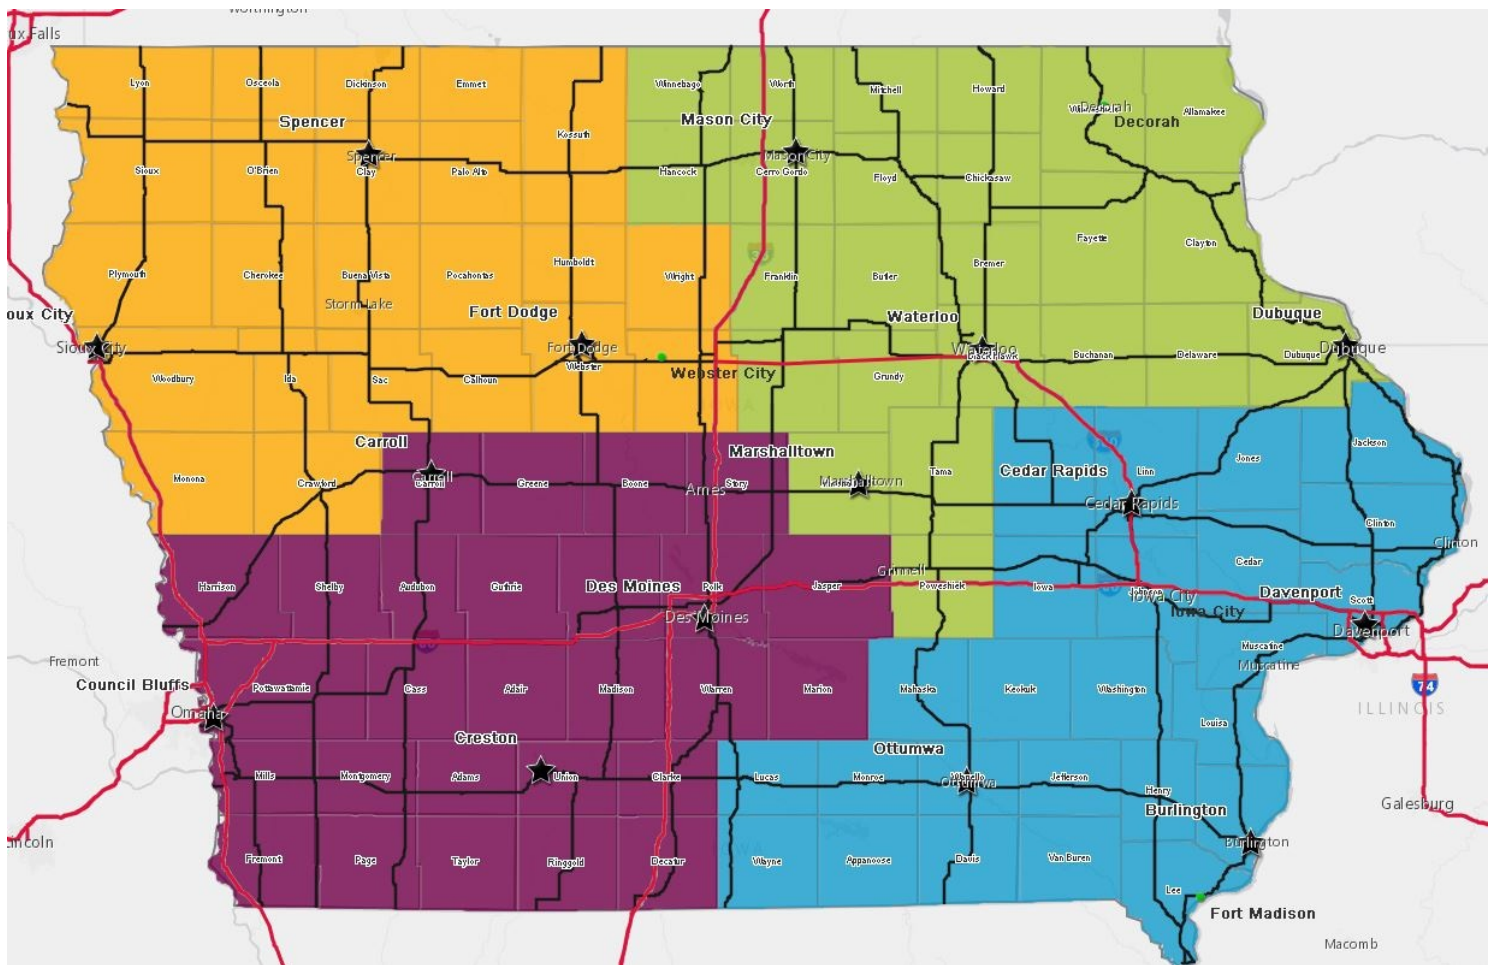 Worthington
ux Falls
Lyon
Osceola
Dickinson
Emmet
Winnebago
Worth
Mitchell
Howard
Decorah
Allamakee
Spencer
Mason City
Decorah
Kossuth
Spencer
Mason City
Sioux
O'Brien
Clay
Palo Alto
Hancock
Cerro Gordo
Floyd
Chickasaw
Fayette
Clayton
Plymouth
Cherokee
Buena Vista
Pocahontas
Humboldt
Wright
Franklin
Butler
Bremer
Storm Lake
oux City
Fort Dodge
Waterloo
Dubuque
Sioux City
Fort Dodge
Waterloo
Black Hawk
Buchanan
Delaware
Dubuque
Dubuque
Woodbury
Ida
Sac
Calhoun
Webster
Webster City
Grundy
Carroll
Marshalltown
Jackson
Monona
Crawford
Carroll
Carroll
Greene
Boone
Ames
Story
Marshalltown
Tama
Cedar Rapids
Linn
Jones
Cedar Rapids
Clinton
Clinton
Harrison
Shelby
Audubon
Guthrie
Des Moines
Polk
Jasper
Grinnell
Poweshiek
Iowa
Johnson
Iowa City
Iowa City
Cedar
Davenport
Scott
Des Moines
Davenport
Fremont
Muscatine
Muscatine
Council Bluffs
Pottawattamie
Cass
Adair
Madison
Warren
Marion
Mahaska
Keokuk
Washington
74
ILLINOIS
Omaha
Louisa
Creston
Ottumwa
Mills
Montgomery
Adams
Union
Clarke
Lucas
Monroe
Wapello
Ottumwa
Jefferson
Henry
Burlington
Galesburg
incoln
Burlington
Fremont
Page
Taylor
Ringgold
Decatur
Wayne
Appanoose
Davis
Van Buren
Lee
Fort Madison
Macomb